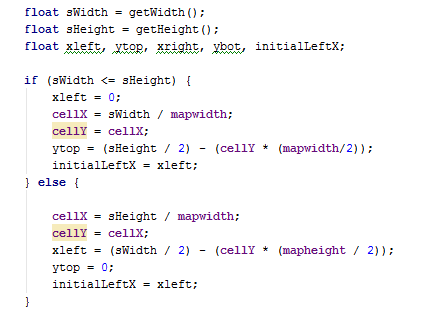 float sWidth = getWidth();
float sHeight = getHeight();
float xleft, ytop, xright, ybot, initialLeftX;
if (sWidth <= sHeight) {
xleft = 0;
cellX = sWidth / mapwidth;
cellY = cellX;
ytop = (sHeight / 2) - (cellY * (mapwidth/2));
initialLeftX = xleft;
} else {
cellX = sHeight / mapwidth;
cellY = cellX;
xleft = (sWidth / 2) - (cellY * (mapheight / 2));
ytop = 0;
initialLeftX = xleft;
}